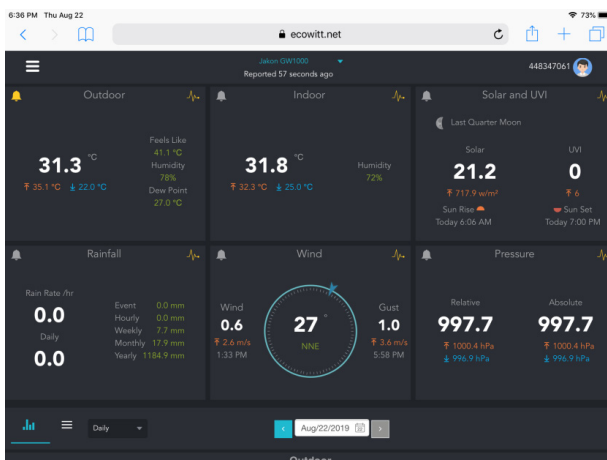 6:36 PM Thu Aug 22
73%
ecowitt.net
Jakon GW1000
Reported 57 seconds ago
448347061
Outdoor
31.3 °C
35.1 °C 22.0 °C
Feels Like
41.1 °C
Humidity
78%
Dew Point
27.0 °C
Indoor
31.8 °C
32.3 °C 25.0 °C
Humidity
72%
Solar and UVI
Last Quarter Moon
Solar
21.2
717.9 w/m²
UVI
0
6
Sun Rise
Today 6:06 AM
Sun Set
Today 7:00 PM
Rainfall
Rain Rate /hr
0.0
Daily
0.0
Event 0.0 mm
Hourly 0.0 mm
Weekly 7.7 mm
Monthly 17.9 mm
Yearly 1184.9 mm
Wind
Wind
0.6
2.6 m/s
1:33 PM
27 °
NNE
Gust
1.0
3.6 m/s
5:58 PM
Pressure
Relative
997.7
1000.4 hPa
996.9 hPa
Absolute
997.7
1000.4 hPa
996.9 hPa
Daily
Aug/22/2019
Outdoor